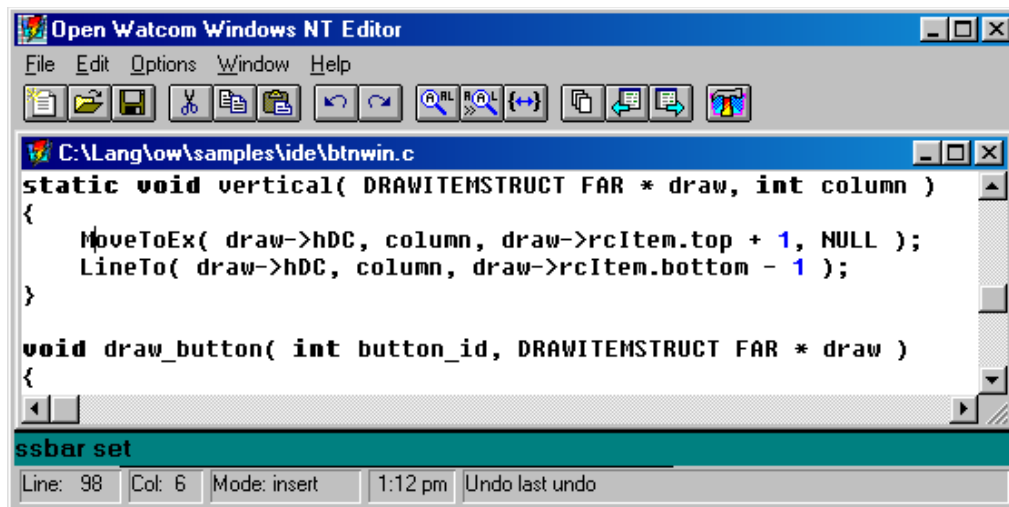 Open Watcom Windows NT Editor
File Edit Options Window Help
C:\Lang\ow\samples\ide\btnwin.c
static void vertical( DRAWITEMSTRUCT FAR * draw, int column )
{
    MoveToEx( draw->hDC, column, draw->rcItem.top + 1, NULL );
    LineTo( draw->hDC, column, draw->rcItem.bottom - 1 );
}
void draw_button( int button_id, DRAWITEMSTRUCT FAR * draw )
{
ssbar set
Line: 98 Col: 6 Mode: insert 1:12 pm Undo last undo